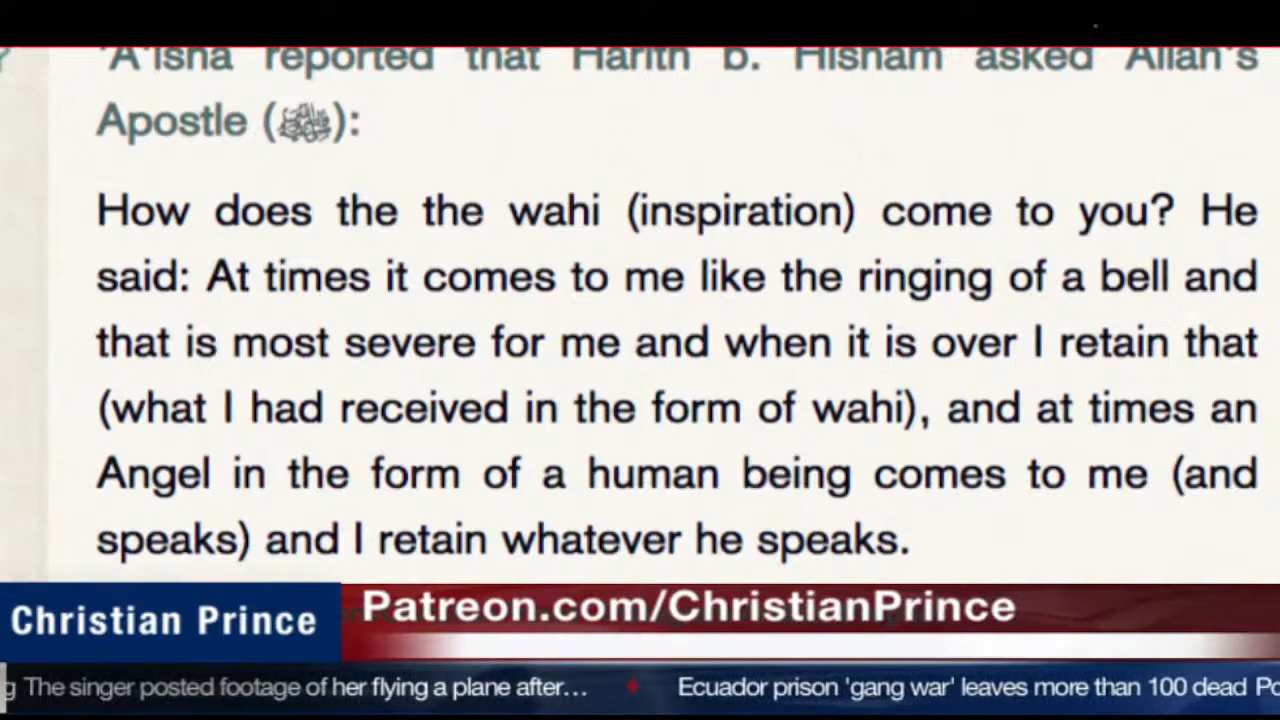 'A'isha reported that Harith b. Hisham asked Allah's
Apostle (ﷺ):
How does the the wahi (inspiration) come to you? He
said: At times it comes to me like the ringing of a bell and
that is most severe for me and when it is over I retain that
(what I had received in the form of wahi), and at times an
Angel in the form of a human being comes to me (and
speaks) and I retain whatever he speaks.
Christian Prince
Patreon.com/ChristianPrince
The singer posted footage of her flying a plane after... ♦ Ecuador prison 'gang war' leaves more than 100 dead